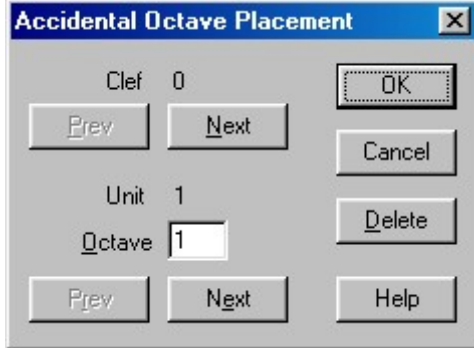 Accidental Octave Placement
Clef 0
OK
Prev Next
Cancel
Unit 1
Delete
Octave 1
Prev Next
Help